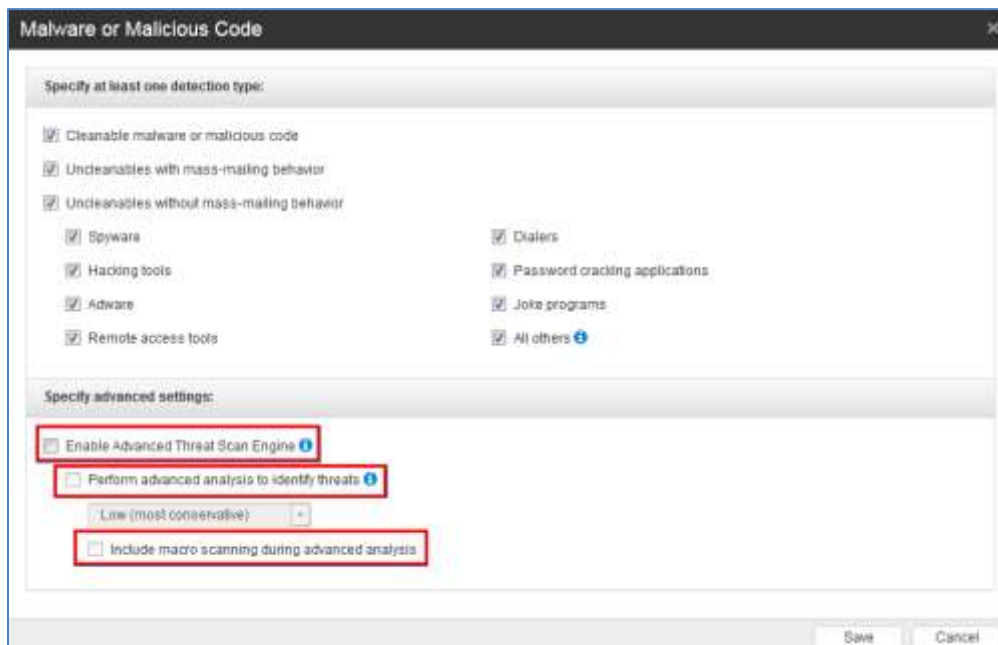 Malware or Malicious Code
Specify at least one detection type:
Cleanable malware or malicious code
Uncleanables with mass-mailing behavior
Uncleanables without mass-mailing behavior
Spyware
Dialers
Hacking tools
Password cracking applications
Adware
Joke programs
Remote access tools
All others
Specify advanced settings:
Enable Advanced Threat Scan Engine
Perform advanced analysis to identify threats
Low (most conservative)
Include macro scanning during advanced analysis
Save
Cancel